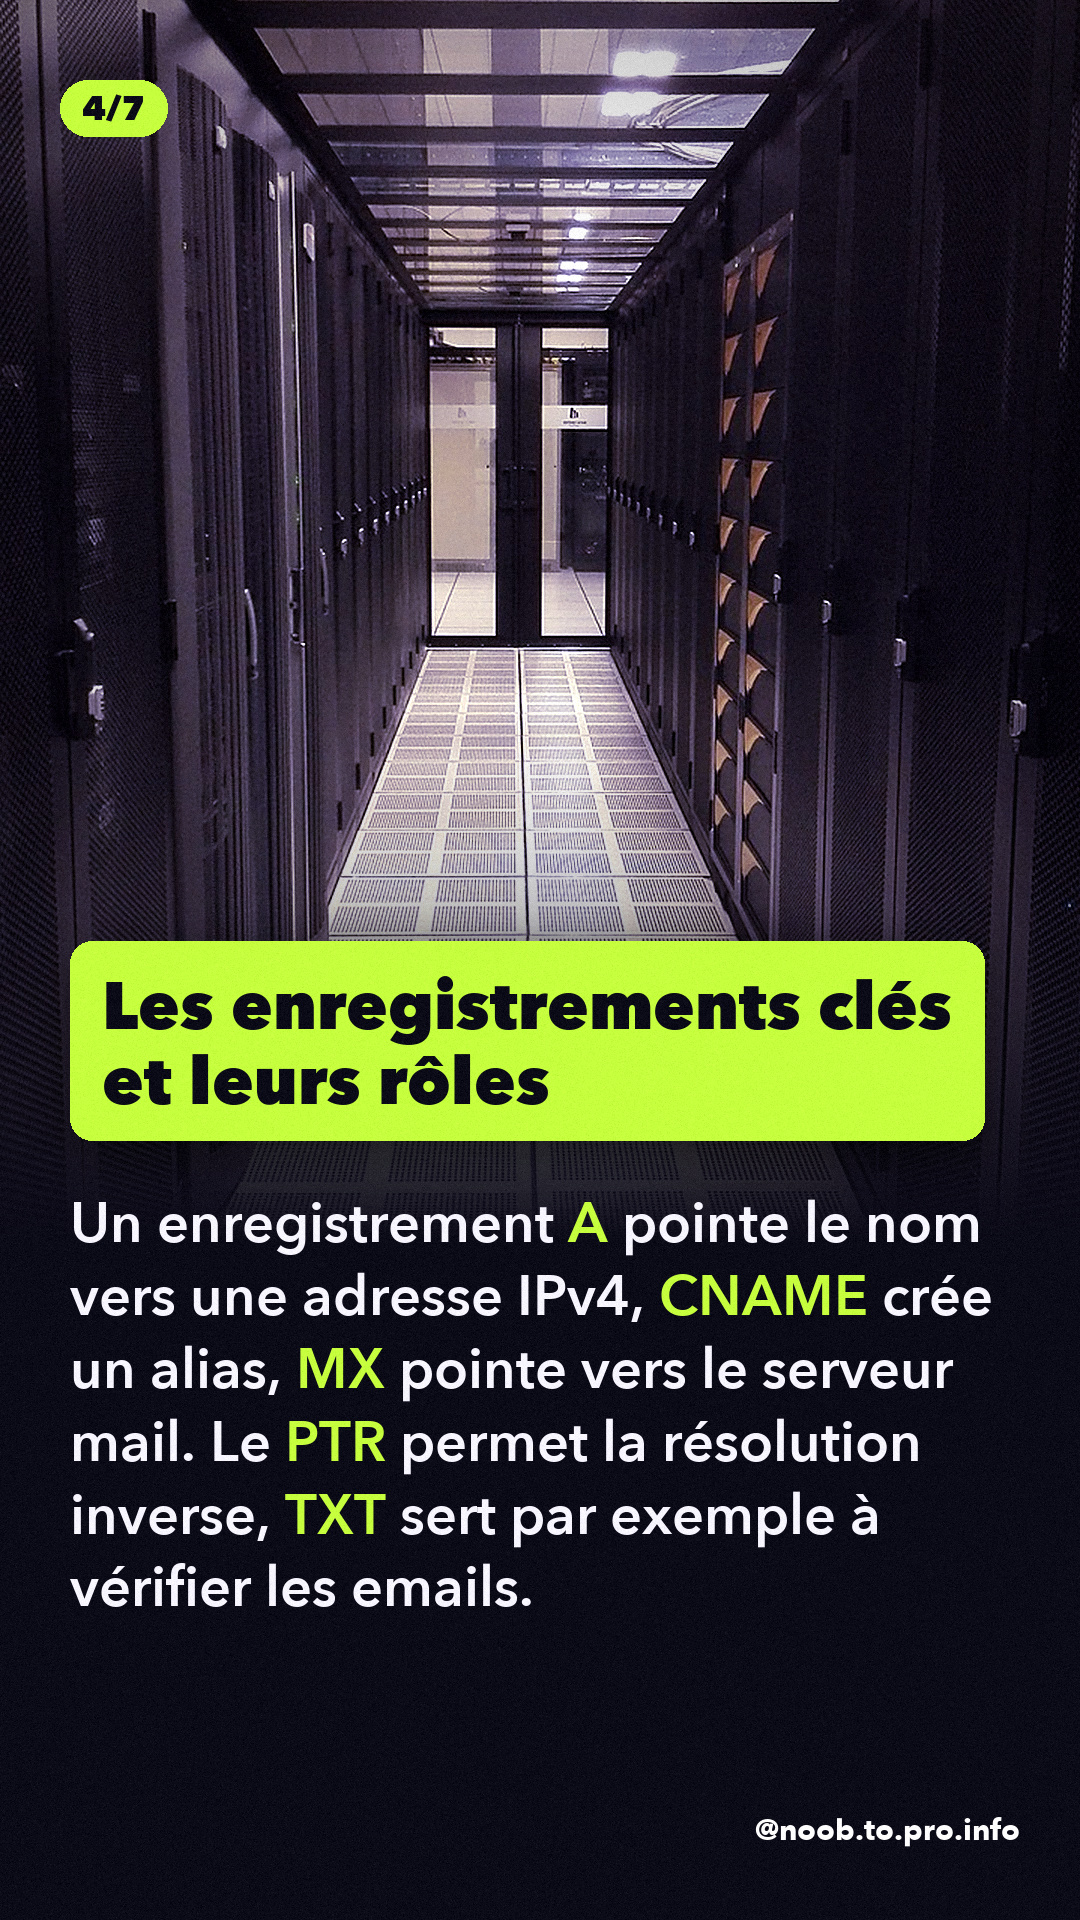 4/7
Les enregistrements clés
et leurs rôles
Un enregistrement A pointe le nom
vers une adresse IPv4, CNAME crée
un alias, MX pointe vers le serveur
mail. Le PTR permet la résolution
inverse, TXT sert par exemple à
vérifier les emails.
@noob.to.pro.info